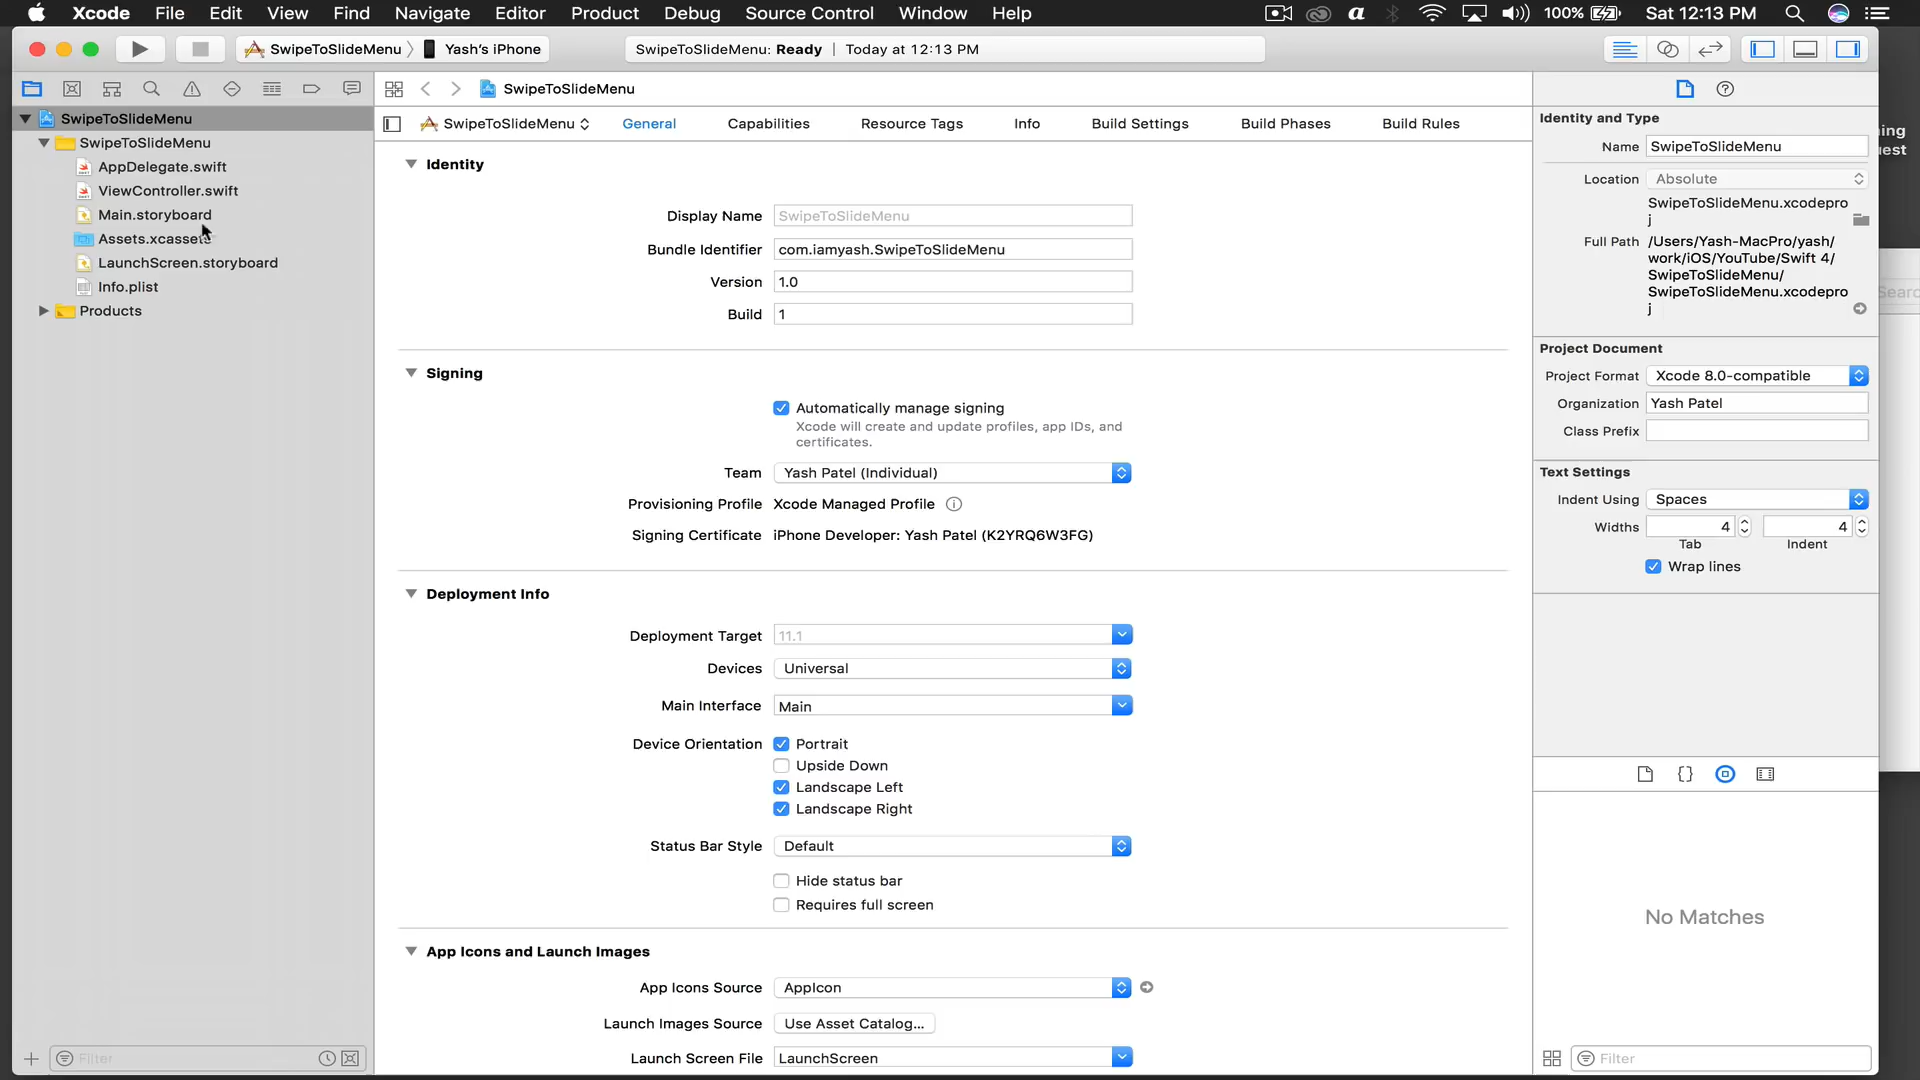 Xcode File Edit View Find Navigate Editor Product Debug Source Control Window Help 100% Sat 12:13 PM
SwipeToSlideMenu Yash's iPhone SwipeToSlideMenu: Ready Today at 12:13 PM
SwipeToSlideMenu
SwipeToSlideMenu
SwipeToSlideMenu
AppDelegate.swift
ViewController.swift
Main.storyboard
Assets.xcassets
LaunchScreen.storyboard
Info.plist
Products
Filter
SwipeToSlideMenu General Capabilities Resource Tags Info Build Settings Build Phases Build Rules
Identity
Display Name SwipeToSlideMenu
Bundle Identifier com.iamyash.SwipeToSlideMenu
Version 1.0
Build 1
Signing
Automatically manage signing
Xcode will create and update profiles, app IDs, and
certificates.
Team Yash Patel (Individual)
Provisioning Profile Xcode Managed Profile
Signing Certificate iPhone Developer: Yash Patel (K2YRQ6W3FG)
Deployment Info
Deployment Target 11.1
Devices Universal
Main Interface Main
Device Orientation Portrait
Upside Down
Landscape Left
Landscape Right
Status Bar Style Default
Hide status bar
Requires full screen
App Icons and Launch Images
App Icons Source AppIcon
Launch Images Source Use Asset Catalog...
Launch Screen File LaunchScreen
Identity and Type
Name SwipeToSlideMenu
Location Absolute
SwipeToSlideMenu.xcodepro
j
Full Path /Users/Yash-MacPro/yash/
work/iOS/YouTube/Swift 4/
SwipeToSlideMenu/
SwipeToSlideMenu.xcodepro
j
Project Document
Project Format Xcode 8.0-compatible
Organization Yash Patel
Class Prefix
Text Settings
Indent Using Spaces
Widths 4 4
Tab Indent
Wrap lines
No Matches
Filter